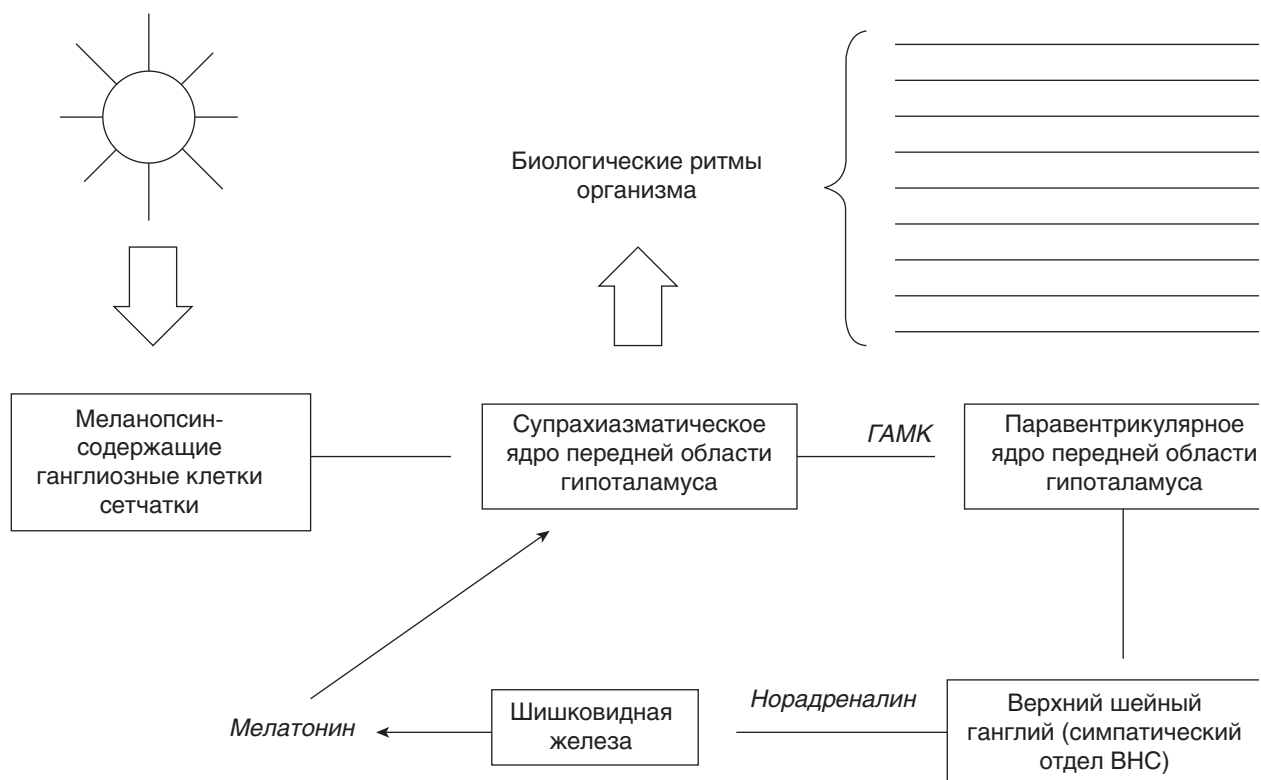 Биологические ритмы
организма
Меланопсин-
содержащие
ганглиозные клетки
сетчатки
Супрахиазматическое
ядро передней области
гипоталамуса
ГАМК
Паравентрикулярное
ядро передней области
гипоталамуса
Мелатонин
Шишковидная
железа
Норадреналин
Верхний шейный
ганглий (симпатический
отдел ВНС)